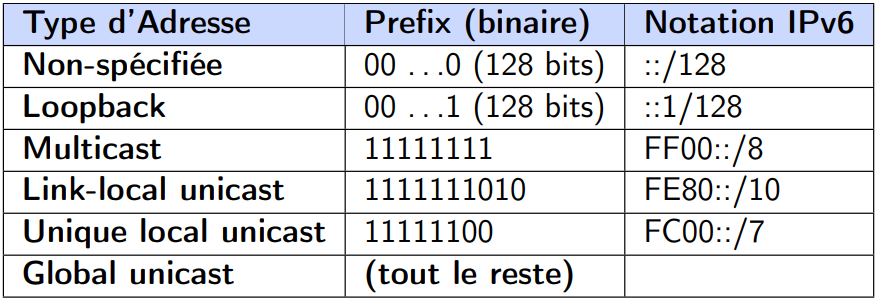 Type d'Adresse Prefix (binaire) Notation IPv6
Non-spécifiée 00 ...0 (128 bits) ::/128
Loopback 00 ...1 (128 bits) ::1/128
Multicast 11111111 FF00::/8
Link-local unicast 1111111010 FE80::/10
Unique local unicast 11111100 FC00::/7
Global unicast (tout le reste)